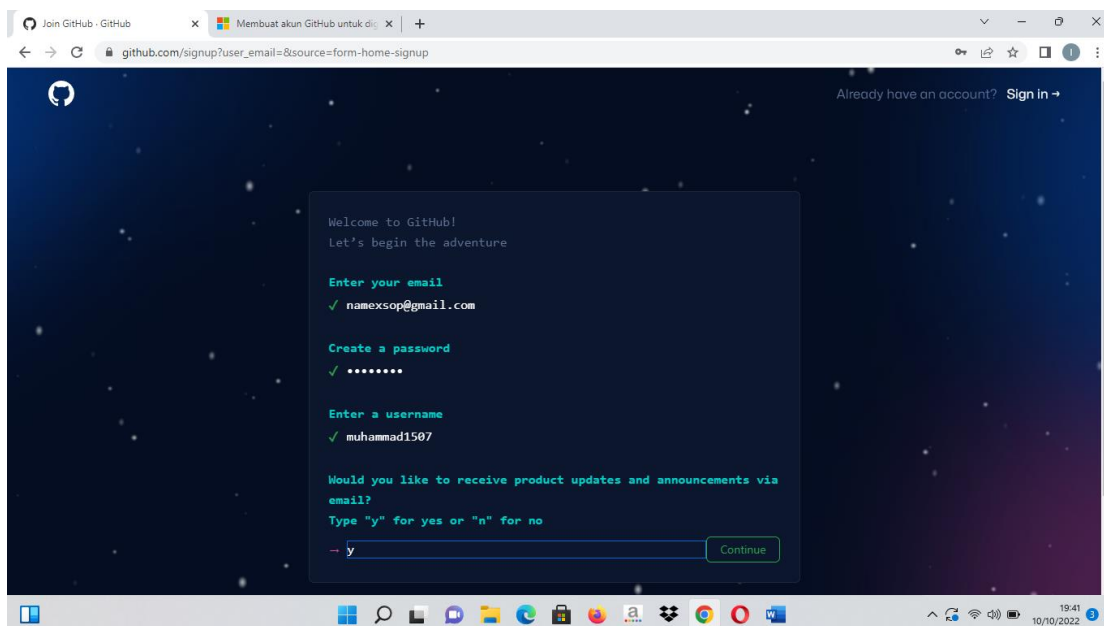 Join GitHub · GitHub
Membuat akun GitHub untuk dig
github.com/signup?user_email=&source=form-home-signup
I
Already have an account? Sign in →
Welcome to GitHub!
Let's begin the adventure
Enter your email
✓ namexsop@gmail.com
Create a password
✓ ••••••••
Enter a username
✓ muhammad1507
Would you like to receive product updates and announcements via
email?
Type "y" for yes or "n" for no
→ y
Continue
a
W
19:41
10/10/2022
3